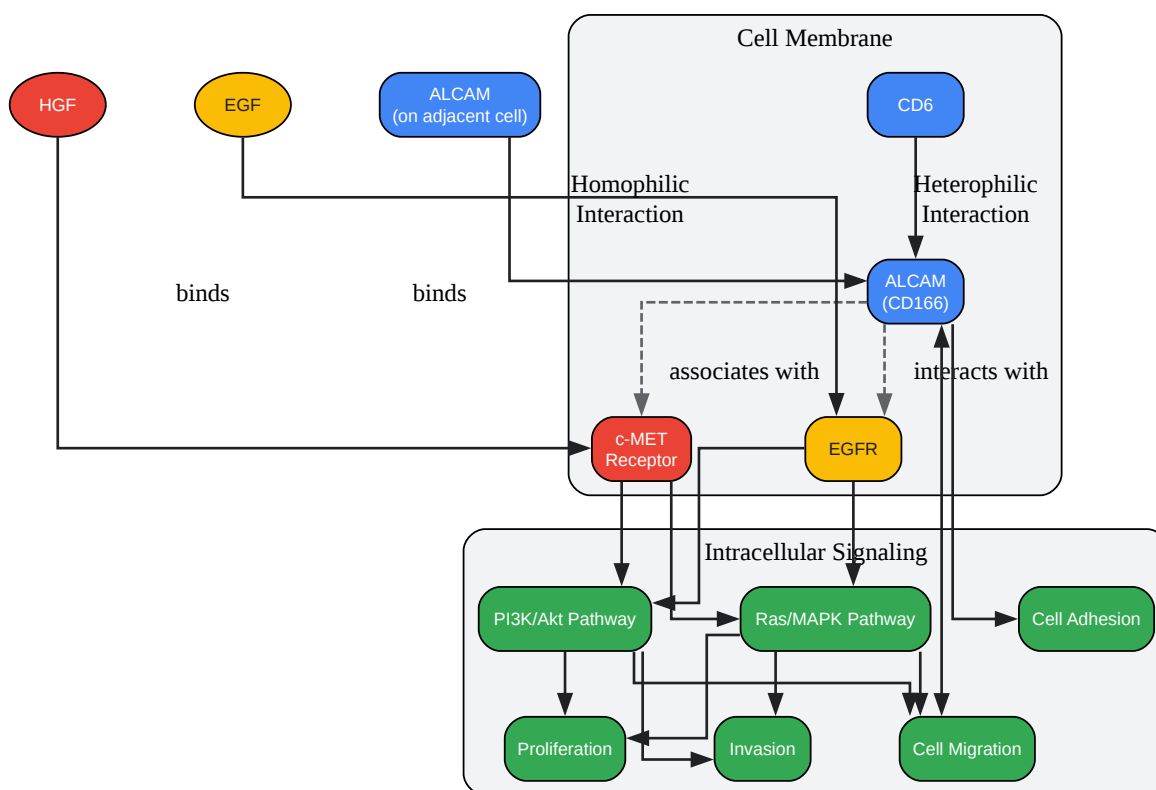 Cell Membrane
HGF
EGF
ALCAM
(on adjacent cell)
CD6
Homophilic
Interaction
Heterophilic
Interaction
binds
binds
ALCAM
(CD166)
associates with
interacts with
c-MET
Receptor
EGFR
Intracellular Signaling
PI3K/Akt Pathway
Ras/MAPK Pathway
Cell Adhesion
Proliferation
Invasion
Cell Migration